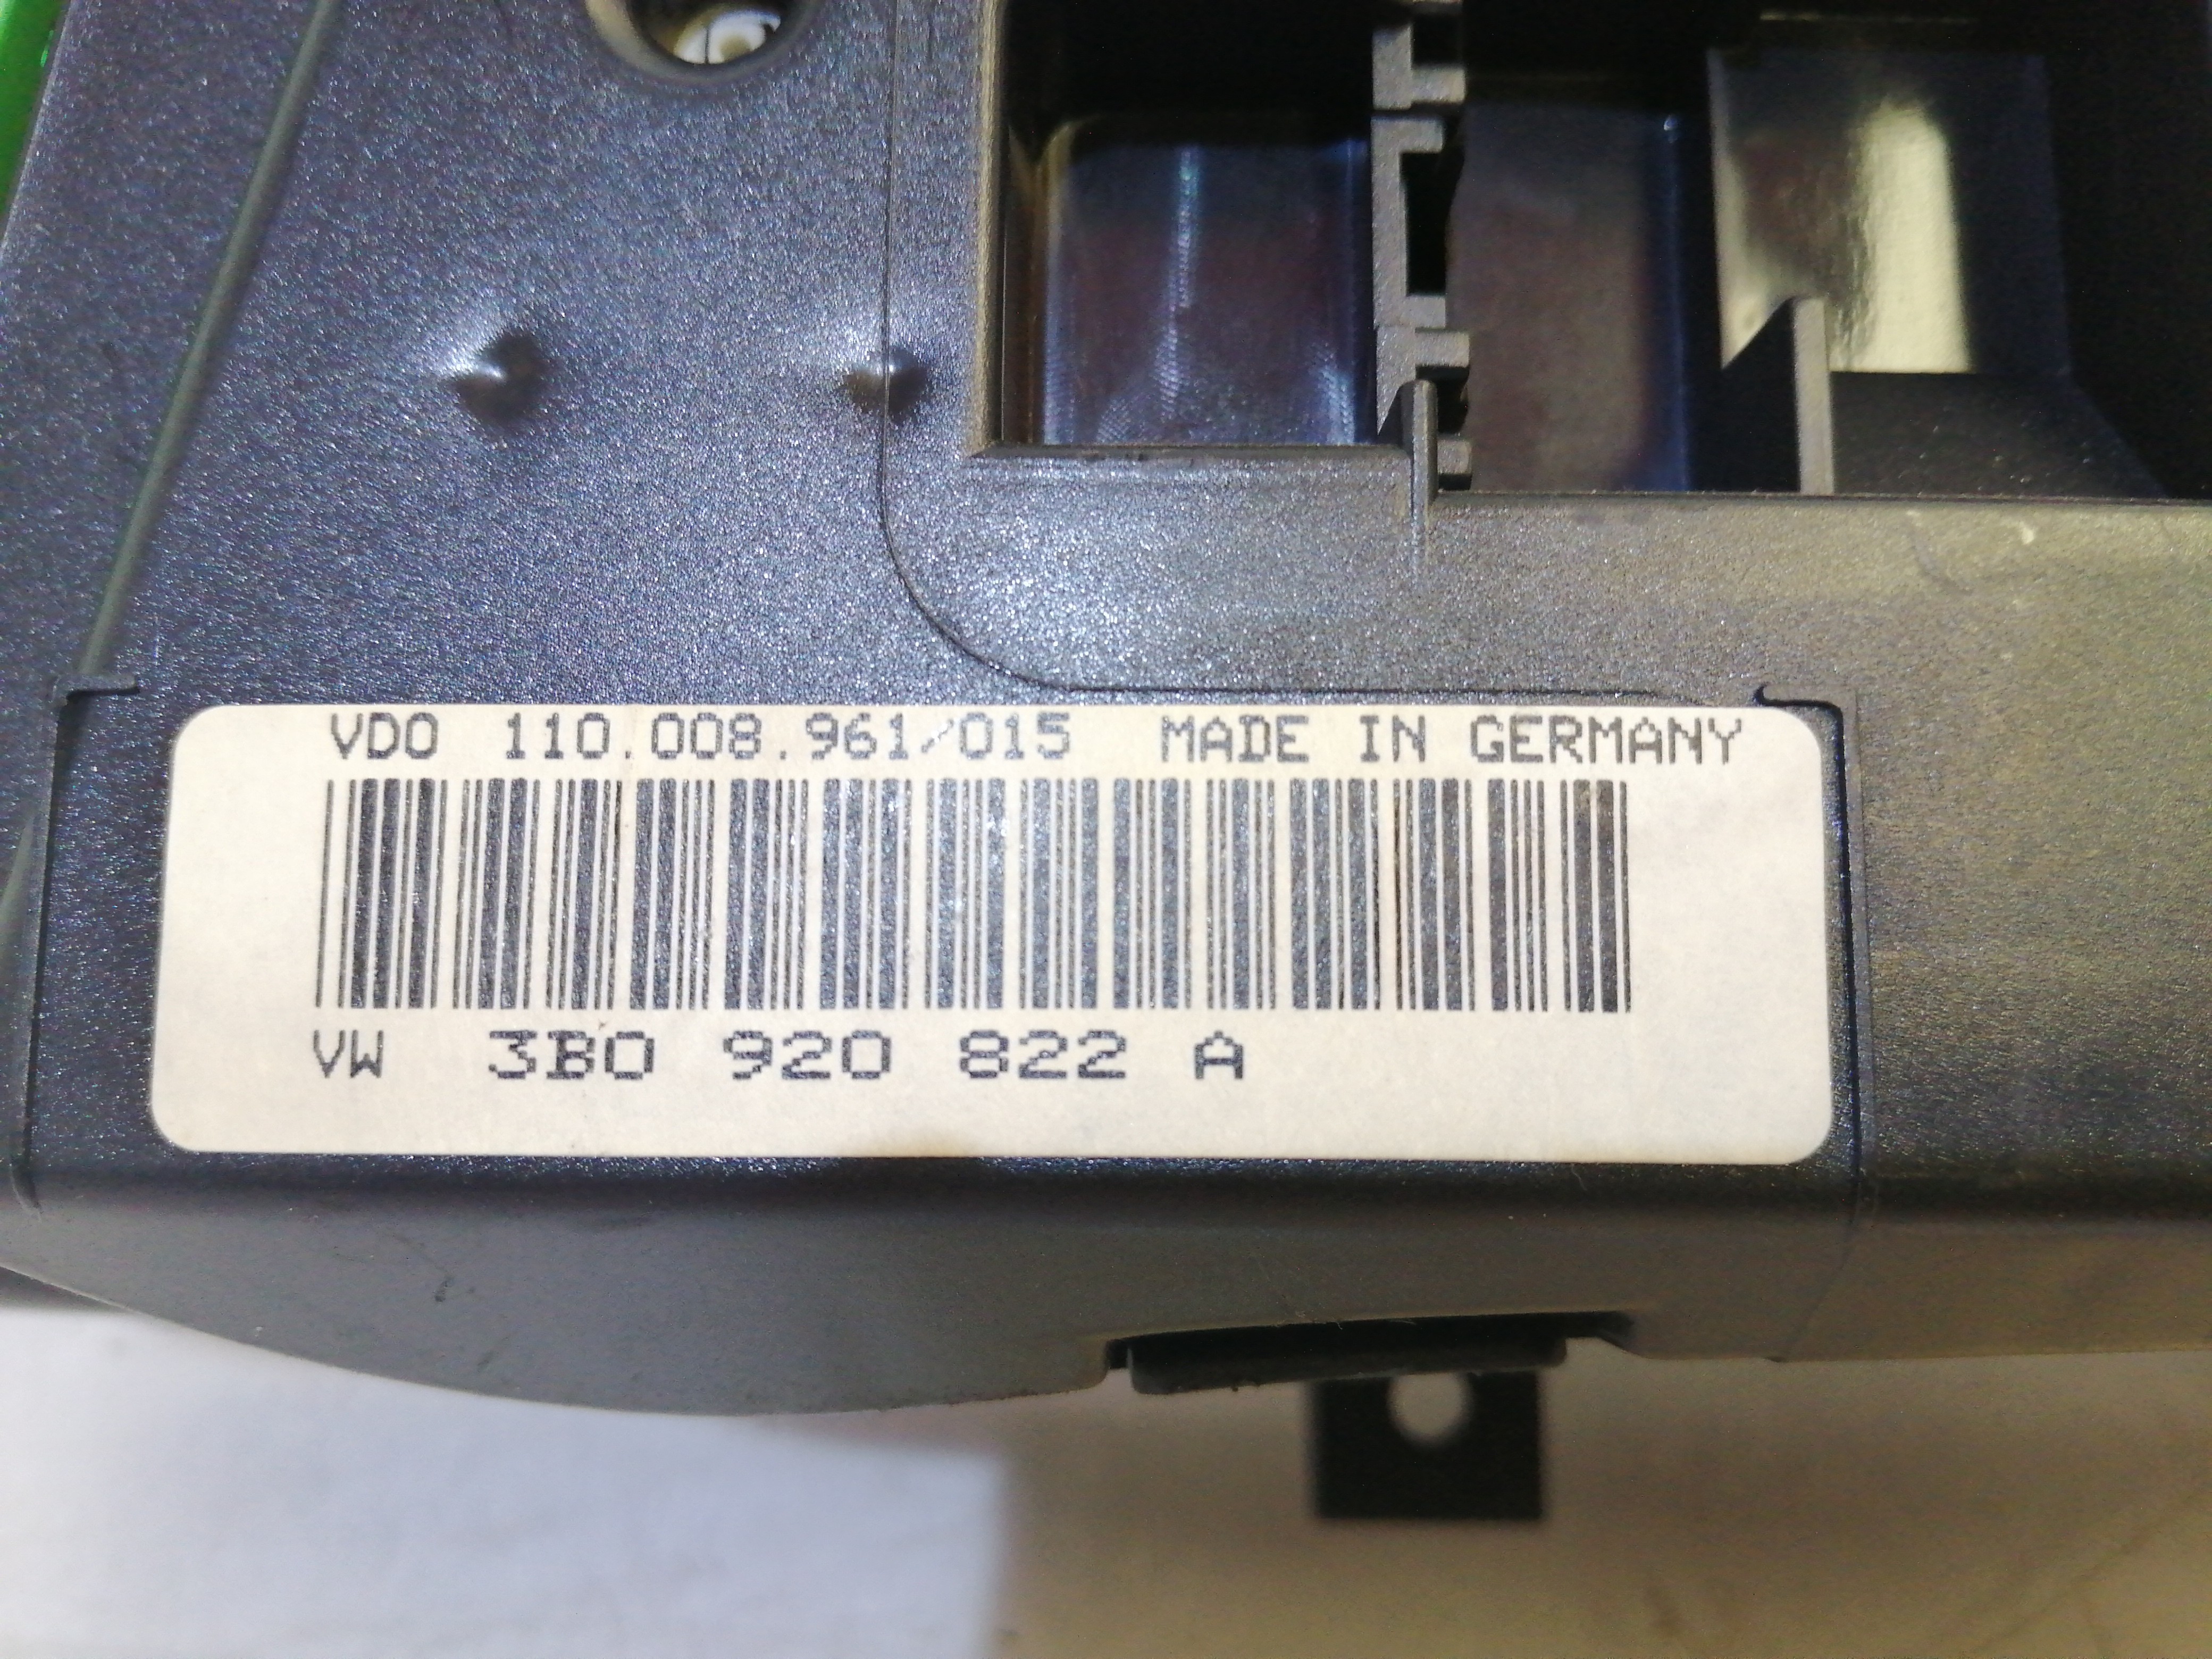 VDO 110.008.961/015 MADE IN GERMANY
VW 3B0 920 822 A